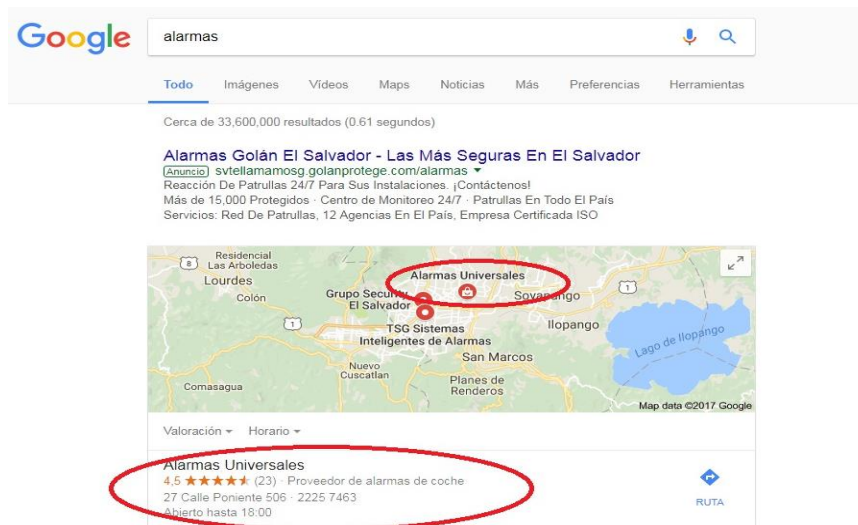 Google
alarmas
Todo Imágenes Vídeos Maps Noticias Más Preferencias Herramientas
Cerca de 33,600,000 resultados (0.61 segundos)
Alarmas Golán El Salvador - Las Más Seguras En El Salvador
Anuncio svtellamamosg.golanprotege.com/alarmas
Reacción De Patrullas 24/7 Para Sus Instalaciones. ¡Contáctenos!
Más de 15,000 Protegidos · Centro de Monitoreo 24/7 · Patrullas En Todo El País
Servicios: Red De Patrullas, 12 Agencias En El País, Empresa Certificada ISO
8
Residencial
Las Arboledas
Lourdes
Colón
Alarmas Universales
Grupo Security
El Salvador
Soyapango
1
1
Ilopango
TSG Sistemas
Inteligentes de Alarmas
Lago de Ilopango
San Marcos
Nuevo
Cuscatlan
Comasagua
Planes de
Renderos
Map data ©2017 Google
Valoración Horario
Alarmas Universales
4,5 ★★★★★ (23) · Proveedor de alarmas de coche
27 Calle Poniente 506 · 2225 7463
Abierto hasta 18:00
RUTA